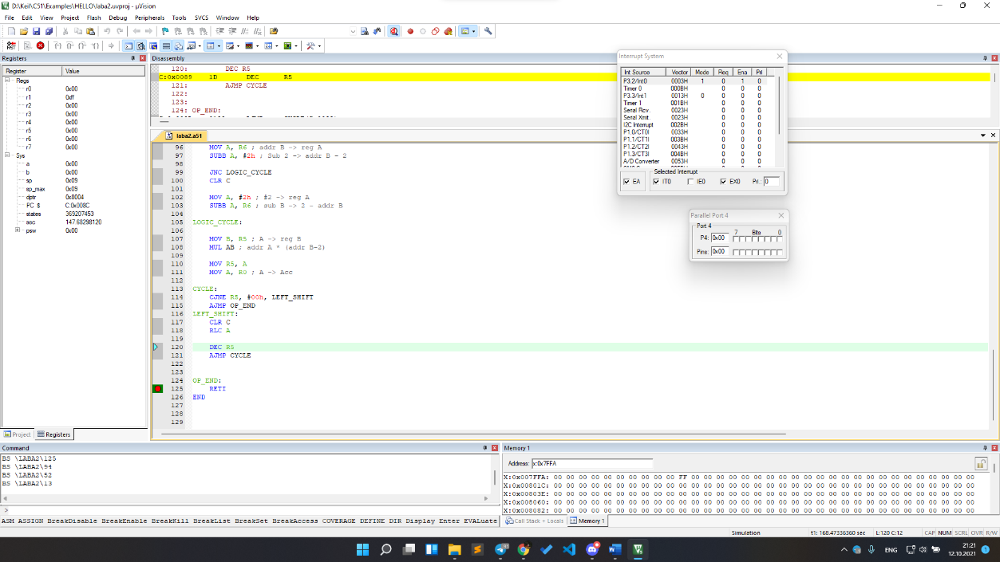 D:\Keil\C51\Examples\HELLO\laba2.uvproj - µVision
File Edit View Project Flash Debug Peripherals Tools SVCS Window Help
Registers
Register Value
Regs
r0 0x00
r1 0xff
r2 0x00
r3 0x00
r4 0x00
r5 0x00
r6 0x00
r7 0x00
Sys
a 0x00
b 0x00
sp 0x09
sp_max 0x09
dptr 0x8004
PC $ C:0x008C
states 369207453
sec 147.68298120
psw 0x00
Project Registers
Disassembly
120: DEC R5
C:0x0089 1D DEC R5
121: AJMP CYCLE
122:
123:
124: OP_END:
laba2.a51
96 MOV A, R6 ; addr B -> reg A
97 SUBB A, #2h ; Sub 2 -> addr B - 2
98
99 JNC LOGIC_CYCLE
100 CLR C
101
102 MOV A, #2h ; #2 -> reg A
103 SUBB A, R6 ; sub B -> 2 - addr B
104
105 LOGIC_CYCLE:
106
107 MOV B, R5 ; A -> reg B
108 MUL AB ; addr A * (addr B-2)
109
110 MOV R5, A
111 MOV A, R0 ; A -> Acc
112
113 CYCLE:
114 CJNE R5, #00h, LEFT_SHIFT
115 AJMP OP_END
116 LEFT_SHIFT:
117 CLR C
118 RLC A
119
120 DEC R5
121 AJMP CYCLE
122
123
124 OP_END:
125 RETI
126 END
127
128
129
Interrupt System
Int Source Vector Mode Req Ena Pri
P3.2/Int0 0003H 1 0 1 0
Timer 0 000BH 0 0 0
P3.3/Int1 0013H 0 0 0 0
Timer 1 001BH 0 0 0
Serial Rcv. 0023H 0 0 0
Serial Xmit. 0023H 0 0 0
I2C Interrupt 002BH 0 0 0
P1.0/CT0I 0033H 0 0 0
P1.1/CT1I 003BH 0 0 0
P1.2/CT2I 0043H 0 0 0
P1.3/CT3I 004BH 0 0 0
A/D Converter 0053H 0 0 0
Selected Interrupt
EA IT0 IE0 EX0 Pri.: 0
Parallel Port 4
Port 4
P4: 0x00 7 Bits 0
Pins: 0x00
Command
BS \LABA2\125
BS \LABA2\94
BS \LABA2\52
BS \LABA2\13
>
ASM ASSIGN BreakDisable BreakEnable BreakKill BreakList BreakSet BreakAccess COVERAGE DEFINE DIR Display Enter EVALuate
Memory 1
Address: x:0x7FFA
X:0x007FFA: 00 00 00 00 00 00 00 00 00 00 FF 00 00 00 00 00 00 00 00 00 00 00 00 00 00 00 00 00 00 00 00 00 00 00
X:0x00801C: 00 00 00 00 00 00 00 00 00 00 00 00 00 00 00 00 00 00 00 00 00 00 00 00 00 00 00 00 00 00 00 00 00 00
X:0x00803E: 00 00 00 00 00 00 00 00 00 00 00 00 00 00 00 00 00 00 00 00 00 00 00 00 00 00 00 00 00 00 00 00 00 00
X:0x008060: 00 00 00 00 00 00 00 00 00 00 00 00 00 00 00 00 00 00 00 00 00 00 00 00 00 00 00 00 00 00 00 00 00 00
X:0x008082: 00 00 00 00 00 00 00 00 00 00 00 00 00 00 00 00 00 00 00 00 00 00 00 00 00 00 00 00 00 00 00 00 00 00
Call Stack + Locals Memory 1
Simulation t1: 168.47336360 sec L:120 C:12 CAP NUM SCRL OVR R/W
ENG 21:21
12.10.2021 1